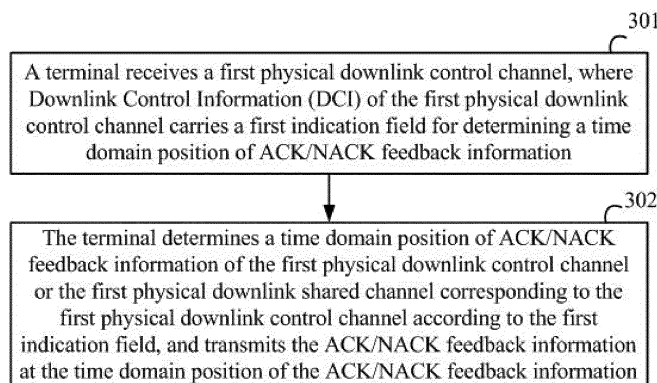 301
A terminal receives a first physical downlink control channel, where
Downlink Control Information (DCI) of the first physical downlink
control channel carries a first indication field for determining a time
domain position of ACK/NACK feedback information
302
The terminal determines a time domain position of ACK/NACK
feedback information of the first physical downlink control channel
or the first physical downlink shared channel corresponding to the
first physical downlink control channel according to the first
indication field, and transmits the ACK/NACK feedback information
at the time domain position of the ACK/NACK feedback information